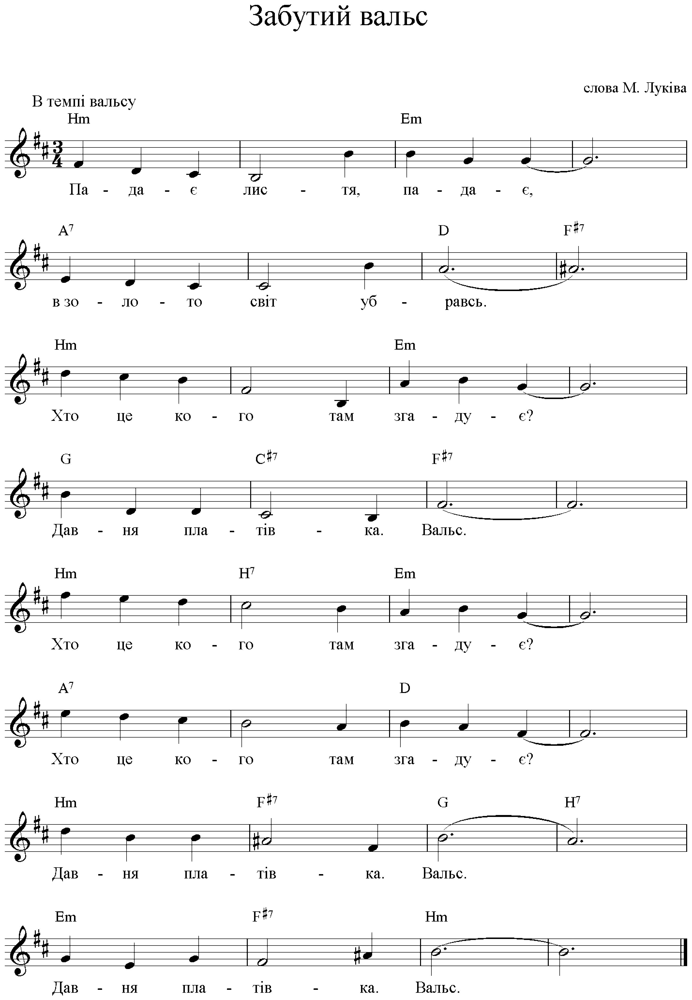 Забутий вальс
слова М. Луківа
В темпі вальсу
Hm Em
3
4
Па - да - є лис - тя, па - да - є,
A7 D F♯7
в зо - ло - то світ уб - равсь.
Hm Em
Хто це ко - го там зга - ду - є?
G C♯7 F♯7
Дав - ня пла - тів - ка. Вальс.
Hm H7 Em
Хто це ко - го там зга - ду - є?
A7 D
Хто це ко - го там зга - ду - є?
Hm F♯7 G H7
Дав - ня пла - тів - ка. Вальс.
Em F♯7 Hm
Дав - ня пла - тів - ка. Вальс.